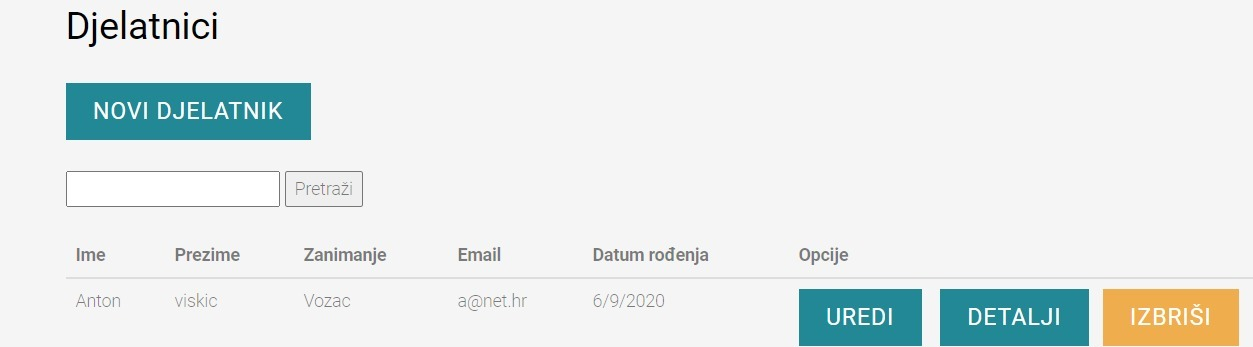 Djelatnici
NOVI DJELATNIK
Pretraži
Ime Prezime Zanimanje Email Datum rođenja Opcije
Anton viskic Vozac a@net.hr 6/9/2020 UREDI DETALJI IZBRIŠI